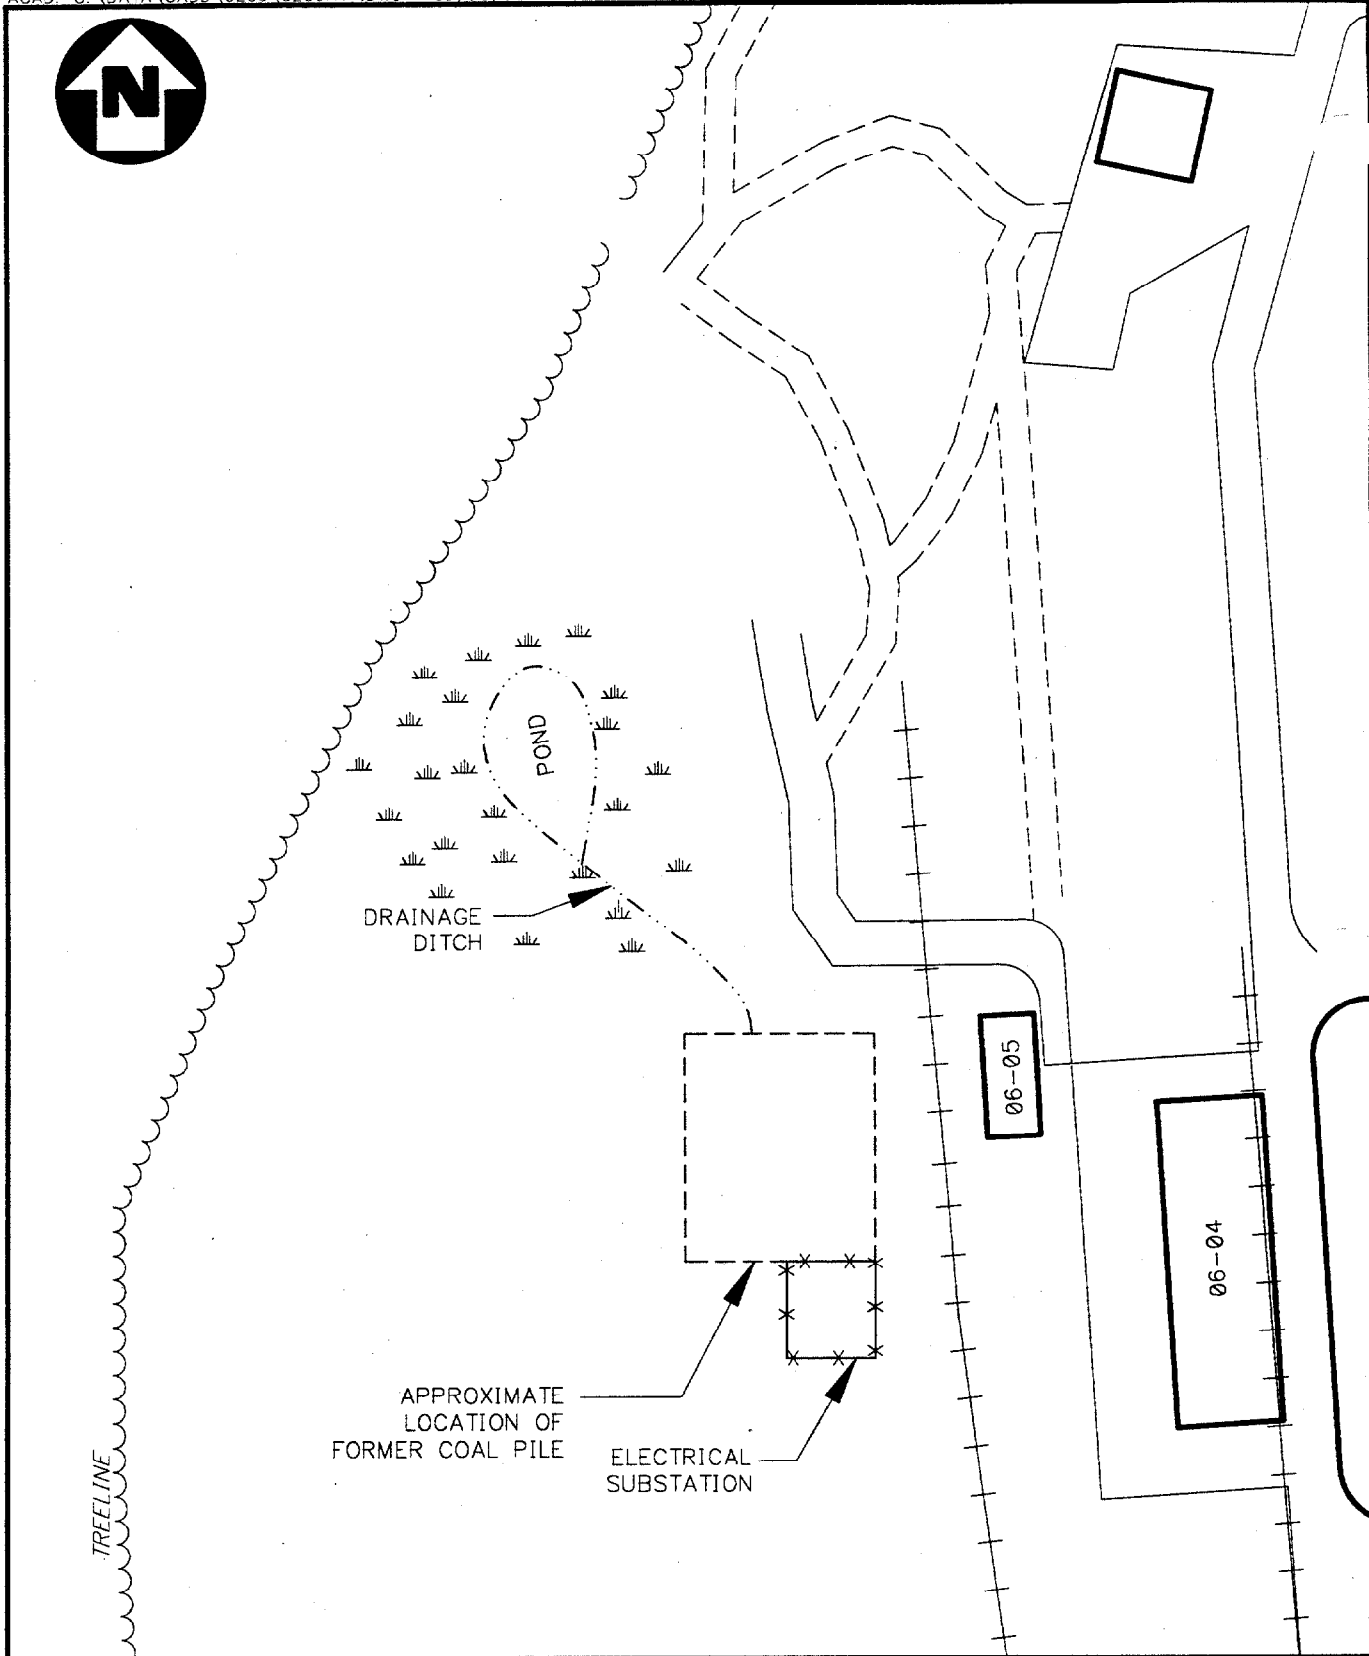 N
POND
DRAINAGE
DITCH
06-05
06-04
APPROXIMATE
LOCATION OF
FORMER COAL PILE
ELECTRICAL
SUBSTATION
TREELINE